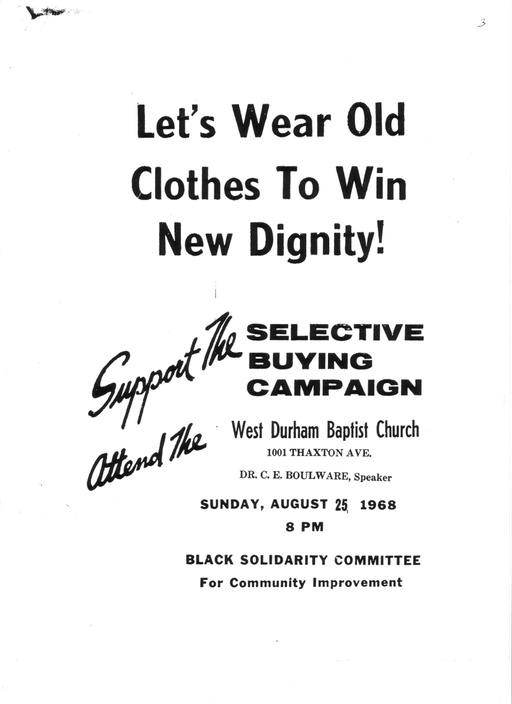 3
Let's Wear Old
Clothes To Win
New Dignity!
Support The
SELECTIVE
BUYING
CAMPAIGN
Attend The
West Durham Baptist Church
1001 THAXTON AVE.
DR. C. E. BOULWARE, Speaker
SUNDAY, AUGUST 25, 1968
8 PM
BLACK SOLIDARITY COMMITTEE
For Community Improvement